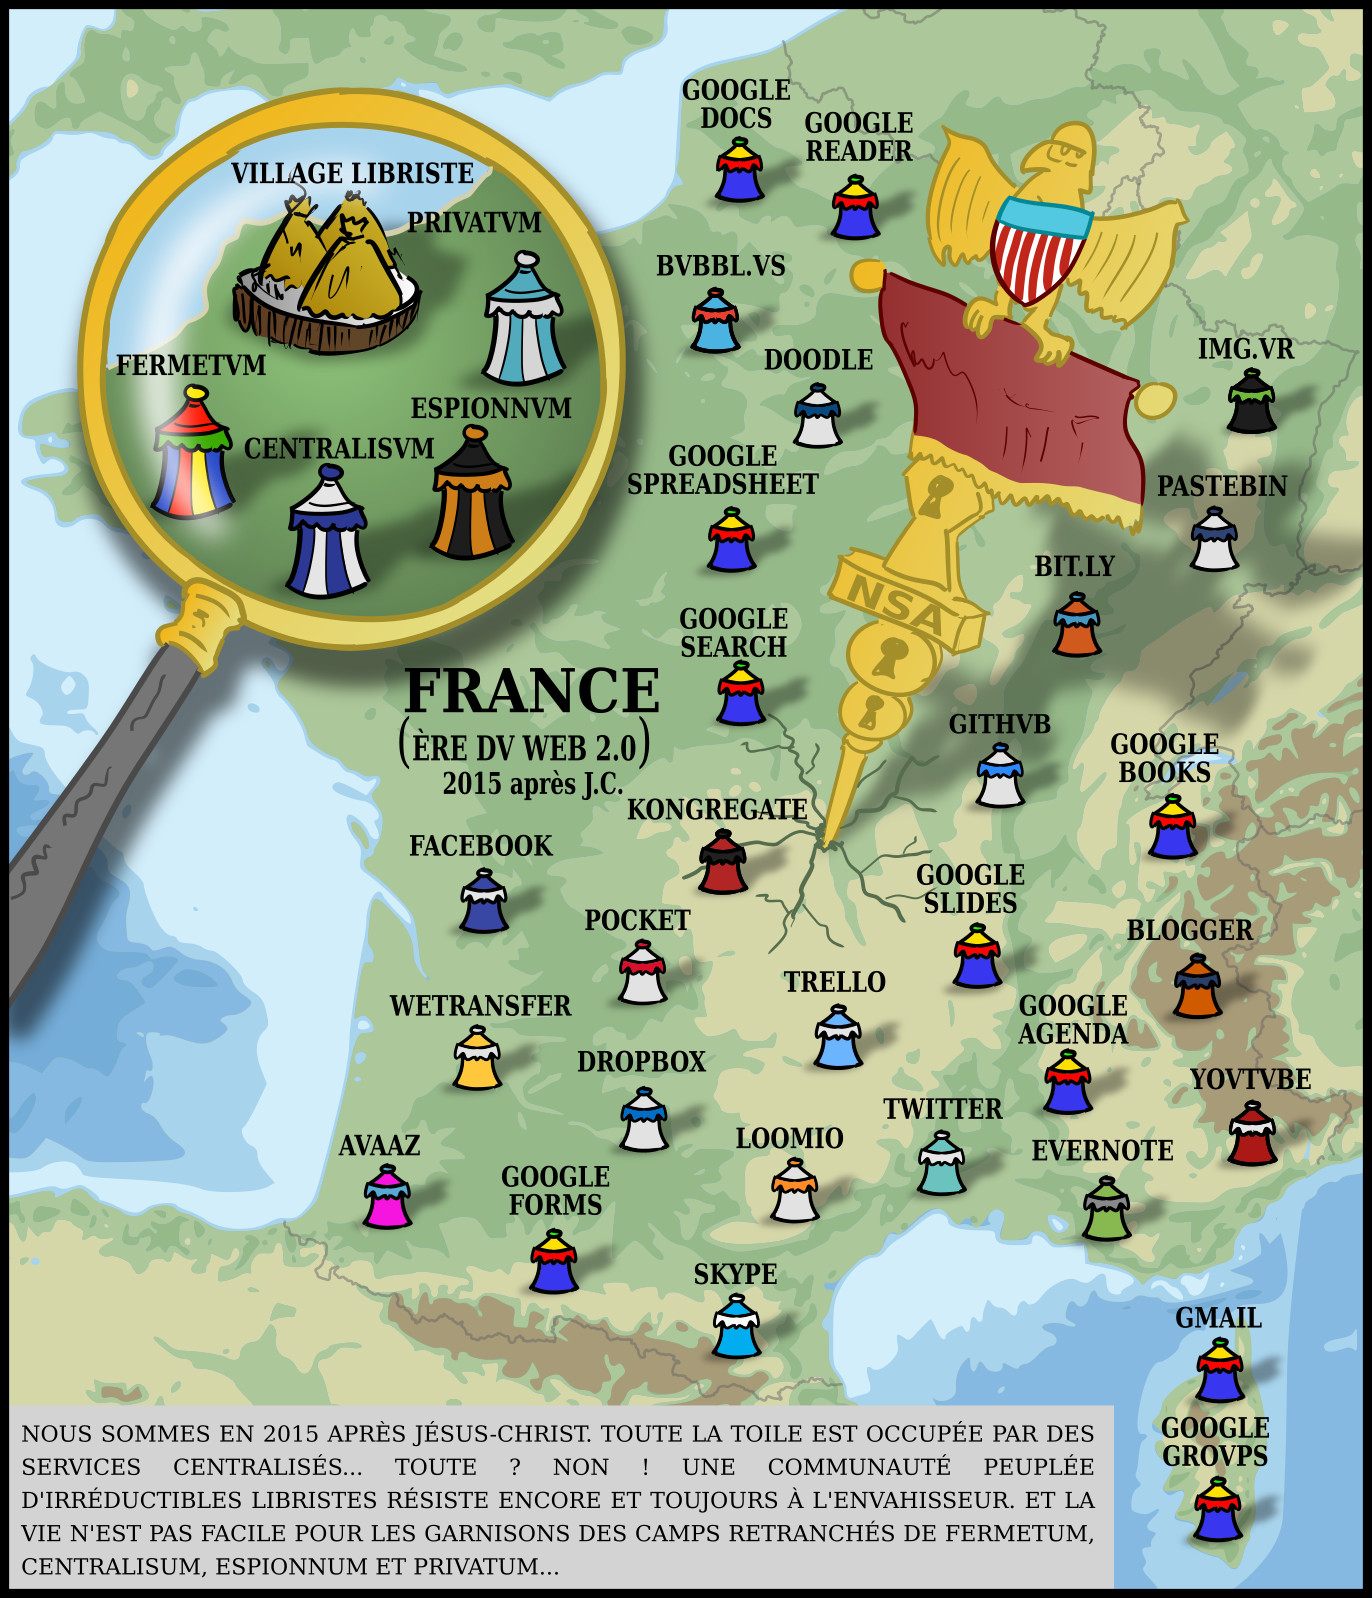 GOOGLE
DOCS
GOOGLE
READER
VILLAGE LIBRISTE
PRIVATVM
BVBBL.VS
IMG.VR
DOODLE
FERMETVM
ESPIONNVM
CENTRALISVM
GOOGLE
SPREADSHEET
PASTEBIN
BIT.LY
NSA
GOOGLE
SEARCH
FRANCE
(ÈRE DV WEB 2.0)
2015 après J.C.
GITHVB
GOOGLE
BOOKS
KONGREGATE
FACEBOOK
GOOGLE
SLIDES
POCKET
BLOGGER
TRELLO
WETRANSFER
GOOGLE
AGENDA
DROPBOX
YOVTVBE
TWITTER
AVAAZ
LOOMIO
EVERNOTE
GOOGLE
FORMS
SKYPE
GMAIL
GOOGLE
GROVPS
NOUS SOMMES EN 2015 APRÈS JÉSUS-CHRIST. TOUTE LA TOILE EST OCCUPÉE PAR DES
SERVICES CENTRALISÉS... TOUTE ? NON ! UNE COMMUNAUTÉ PEUPLÉE
D'IRRÉDUCTIBLES LIBRISTES RÉSISTE ENCORE ET TOUJOURS À L'ENVAHISSEUR. ET LA
VIE N'EST PAS FACILE POUR LES GARNISONS DES CAMPS RETRANCHÉS DE FERMETUM,
CENTRALISUM, ESPIONNUM ET PRIVATUM...